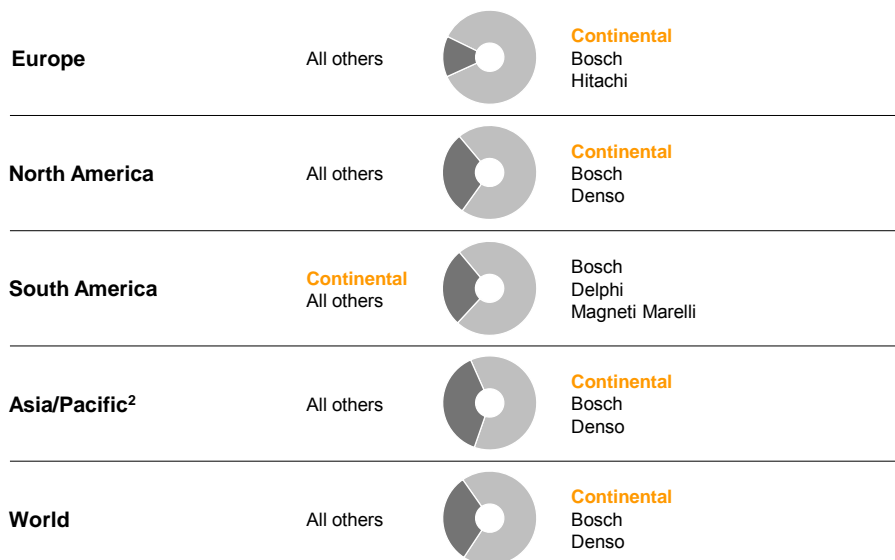 Europe
All others
Continental
Bosch
Hitachi
North America
All others
Continental
Bosch
Denso
South America
Continental
All others
Bosch
Delphi
Magneti Marelli
Asia/Pacific²
All others
Continental
Bosch
Denso
World
All others
Continental
Bosch
Denso